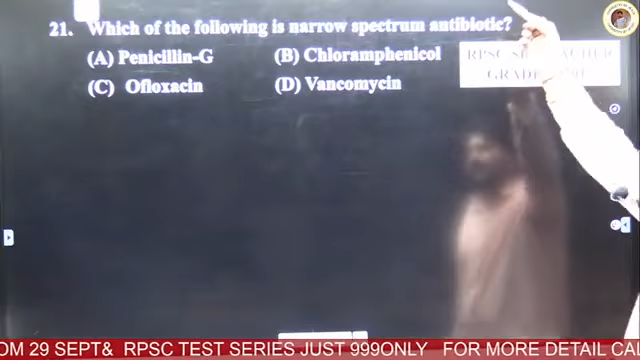 21. Which of the following is narrow spectrum antibiotic?
(A) Penicillin-G (B) Chloramphenicol
(C) Ofloxacin (D) Vancomycin
RPSC
GRADE
OM 29 SEPT& RPSC TEST SERIES JUST 999ONLY FOR MORE DETAIL CA